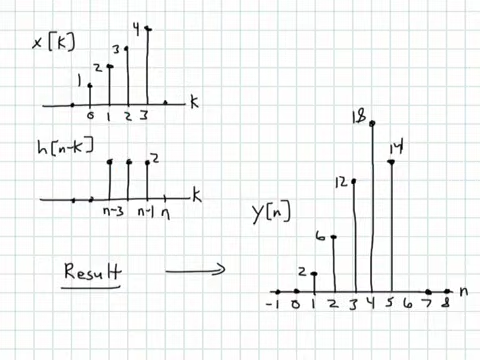 x[k]
4
3
2
1
0 1 2 3 k
h[n-k]
2
n-3 n-1 n k
Result
y[n]
18
14
12
6
2
-1 0 1 2 3 4 5 6 7 8 n